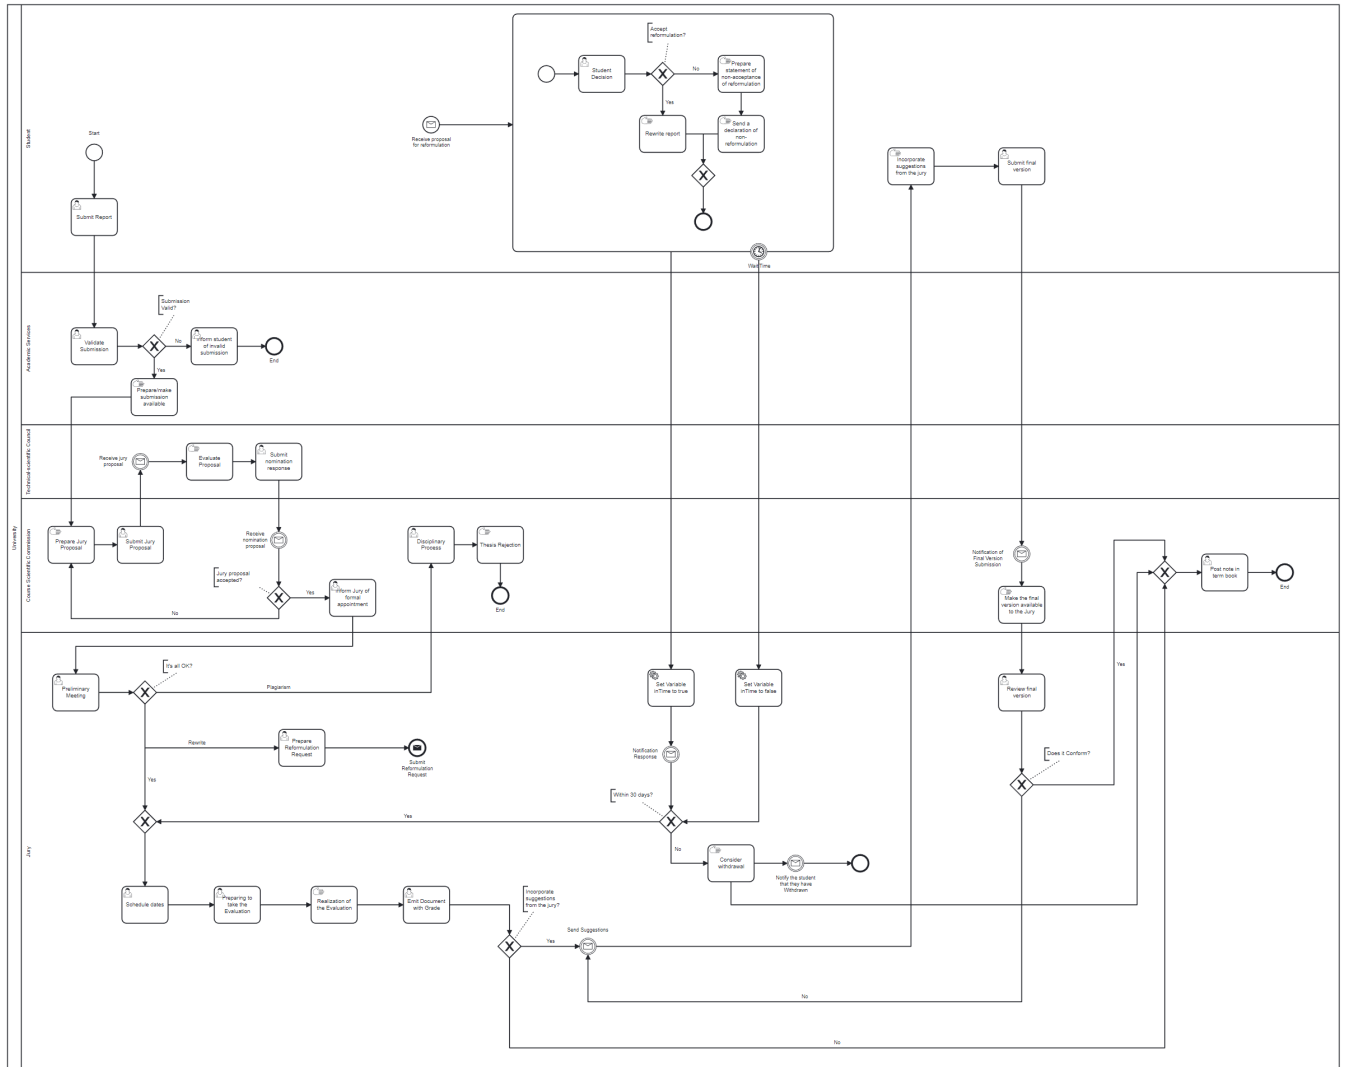 University
Student
Start
Submit Report
Receive proposal
for reformulation
Student
Decision
Accept
reformulation?
No
Yes
Prepare
statement of
non-acceptance
of reformulation
Rewrite report
Send a
declaration of
non-
reformulation
Wait Time
Incorporate
suggestions
from the jury
Submit final
version
Academic Services
Validate
Submission
Submission
Valid?
No
Yes
Inform student
of invalid
submission
End
Prepare/make
submission
available
Technical-Scientific Council
Receive jury
proposal
Evaluate
Proposal
Submit
nomination
response
Course Scientific Commission
Prepare Jury
Proposal
Submit Jury
Proposal
Receive
nomination
proposal
Jury proposal
accepted?
Yes
No
Inform Jury of
formal
appointment
Disciplinary
Process
Thesis Rejection
End
Notification of
Final Version
Submission
Make the final
version available
to the Jury
Post note in
term book
End
Jury
Preliminary
Meeting
It's all OK?
Plagiarism
Rewrite
Yes
Prepare
Reformulation
Request
Submit
Reformulation
Request
Set Variable
inTime to true
Set Variable
inTime to false
Notification
Response
Within 30 days?
Yes
No
Consider
withdrawal
Notify the student
that they have
Withdrawn
Review final
version
Does it Conform?
Yes
No
Schedule dates
Preparing to
take the
Evaluation
Realization of
the Evaluation
Emit Document
with Grade
Incorporate
suggestions
from the jury?
Yes
Send Suggestions
No